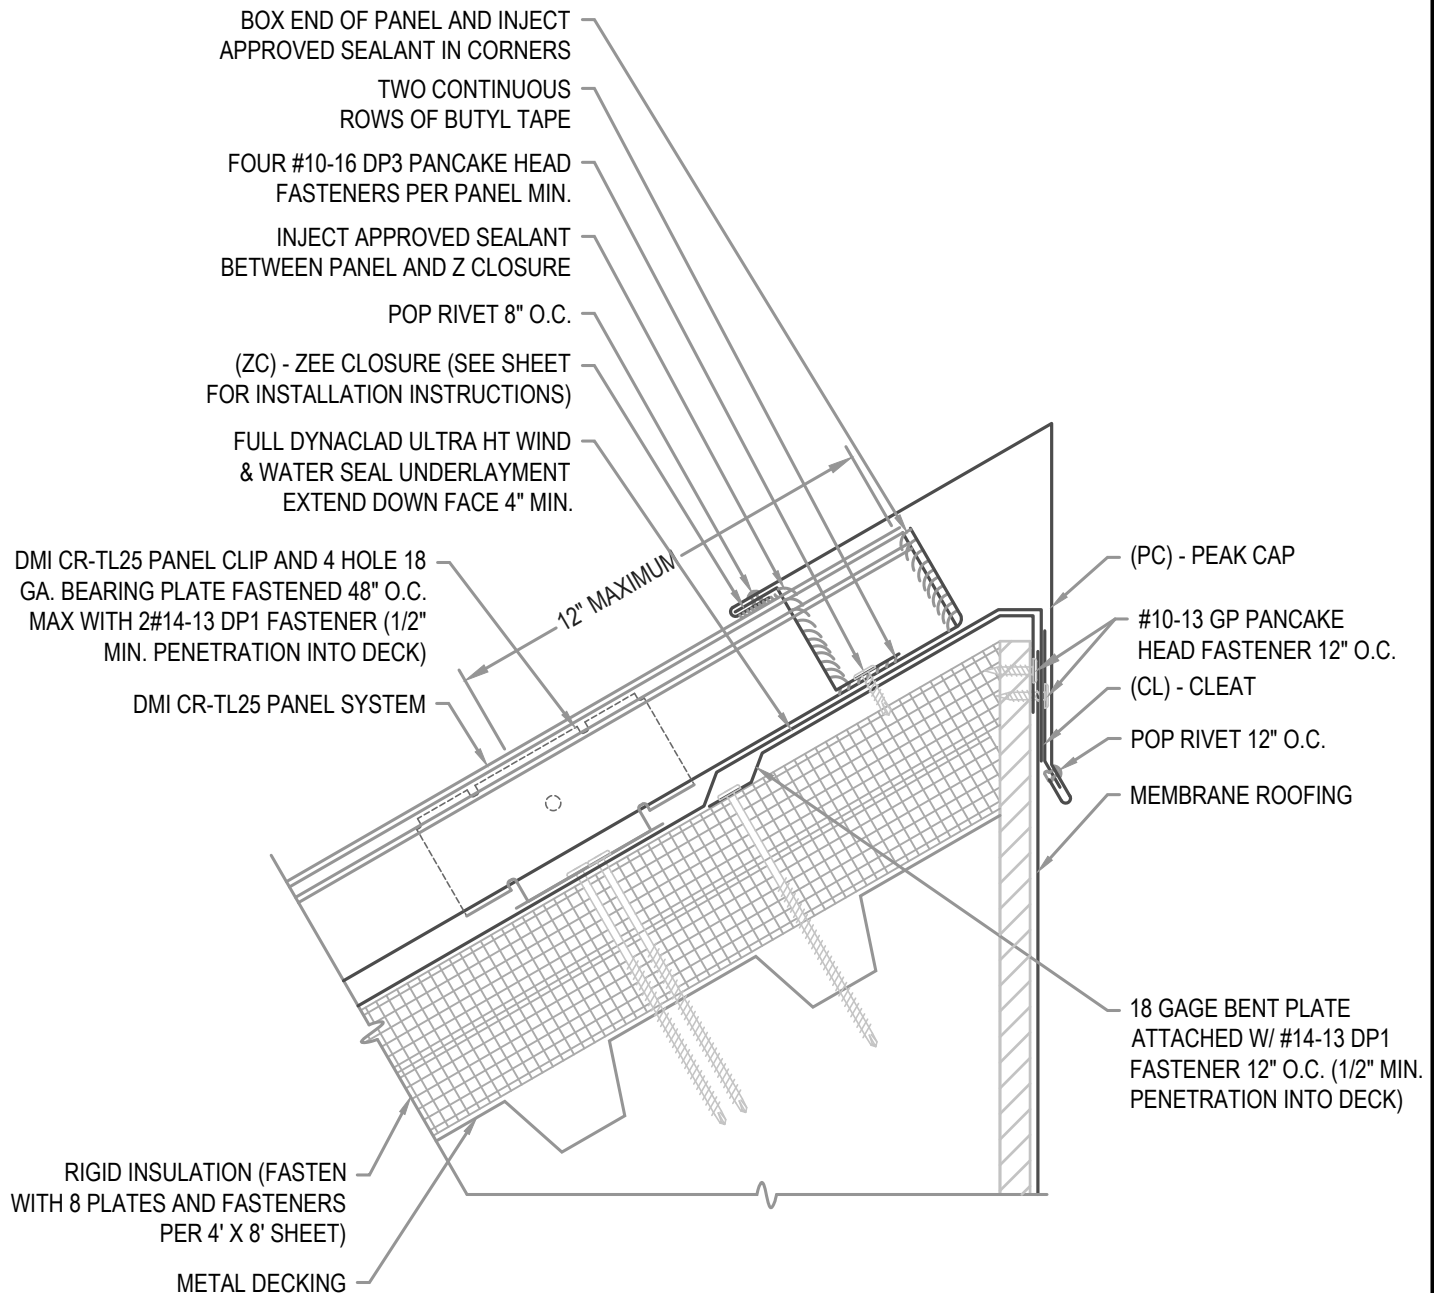 BOX END OF PANEL AND INJECT
APPROVED SEALANT IN CORNERS
TWO CONTINUOUS
ROWS OF BUTYL TAPE
FOUR #10-16 DP3 PANCAKE HEAD
FASTENERS PER PANEL MIN.
INJECT APPROVED SEALANT
BETWEEN PANEL AND Z CLOSURE
POP RIVET 8" O.C.
(ZC) - ZEE CLOSURE (SEE SHEET
FOR INSTALLATION INSTRUCTIONS)
FULL DYNACLAD ULTRA HT WIND
& WATER SEAL UNDERLAYMENT
EXTEND DOWN FACE 4" MIN.
DMI CR-TL25 PANEL CLIP AND 4 HOLE 18
GA. BEARING PLATE FASTENED 48" O.C.
MAX WITH 2#14-13 DP1 FASTENER (1/2"
MIN. PENETRATION INTO DECK)
DMI CR-TL25 PANEL SYSTEM
12" MAXIMUM
(PC) - PEAK CAP
#10-13 GP PANCAKE
HEAD FASTENER 12" O.C.
(CL) - CLEAT
POP RIVET 12" O.C.
MEMBRANE ROOFING
18 GAGE BENT PLATE
ATTACHED W/ #14-13 DP1
FASTENER 12" O.C. (1/2" MIN.
PENETRATION INTO DECK)
RIGID INSULATION (FASTEN
WITH 8 PLATES AND FASTENERS
PER 4' X 8' SHEET)
METAL DECKING